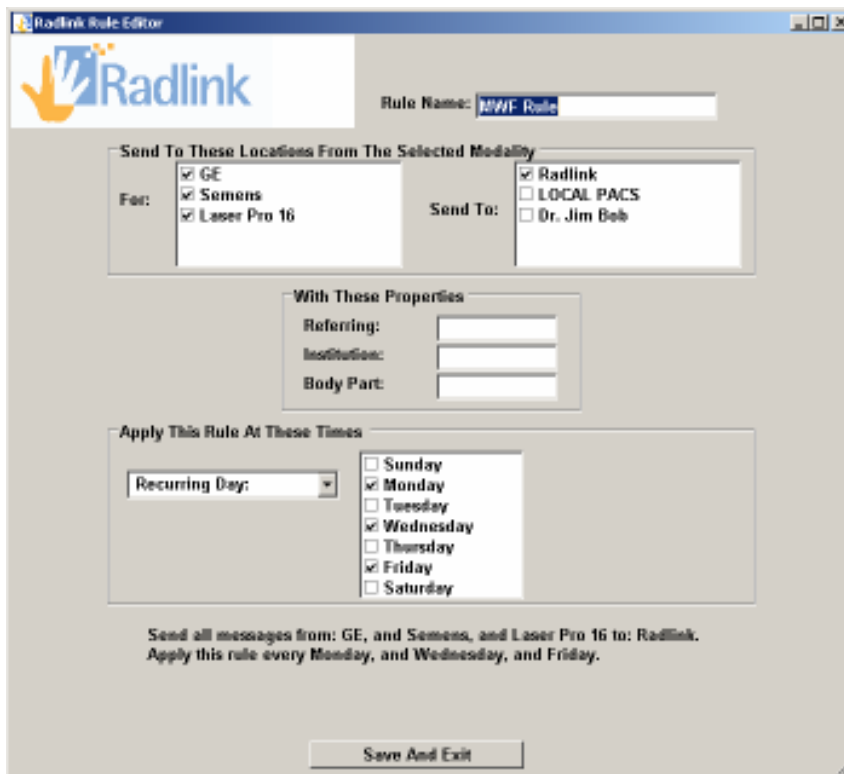 Radlink Rule Editor
Radlink
Rule Name: MWF Rule
Send To These Locations From The Selected Modality
For:
GE
Semens
Laser Pro 16
Send To:
Radlink
LOCAL PACS
Dr. Jim Bob
With These Properties
Referring:
Institution:
Body Part:
Apply This Rule At These Times
Recurring Day:
Sunday
Monday
Tuesday
Wednesday
Thursday
Friday
Saturday
Send all messages from: GE, and Semens, and Laser Pro 16 to: Radlink.
Apply this rule every Monday, and Wednesday, and Friday.
Save And Exit